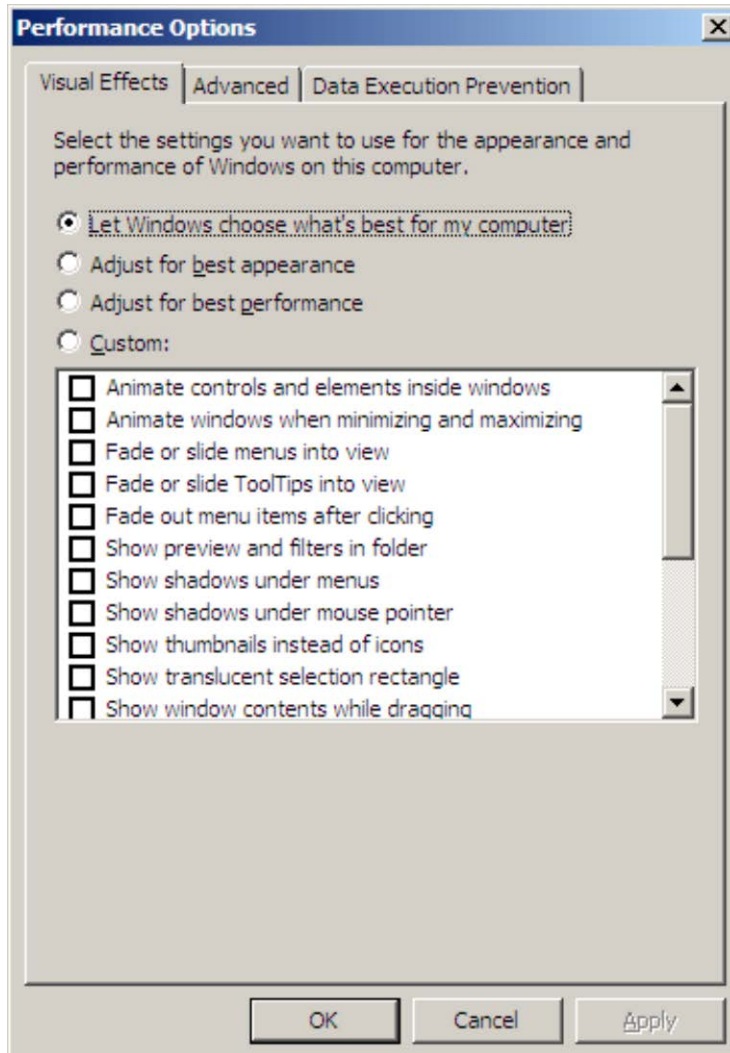 Performance Options
Visual Effects
Advanced
Data Execution Prevention
Select the settings you want to use for the appearance and
performance of Windows on this computer.
Let Windows choose what's best for my computer
Adjust for best appearance
Adjust for best performance
Custom:
Animate controls and elements inside windows
Animate windows when minimizing and maximizing
Fade or slide menus into view
Fade or slide ToolTips into view
Fade out menu items after clicking
Show preview and filters in folder
Show shadows under menus
Show shadows under mouse pointer
Show thumbnails instead of icons
Show translucent selection rectangle
Show window contents while dragging
OK
Cancel
Apply